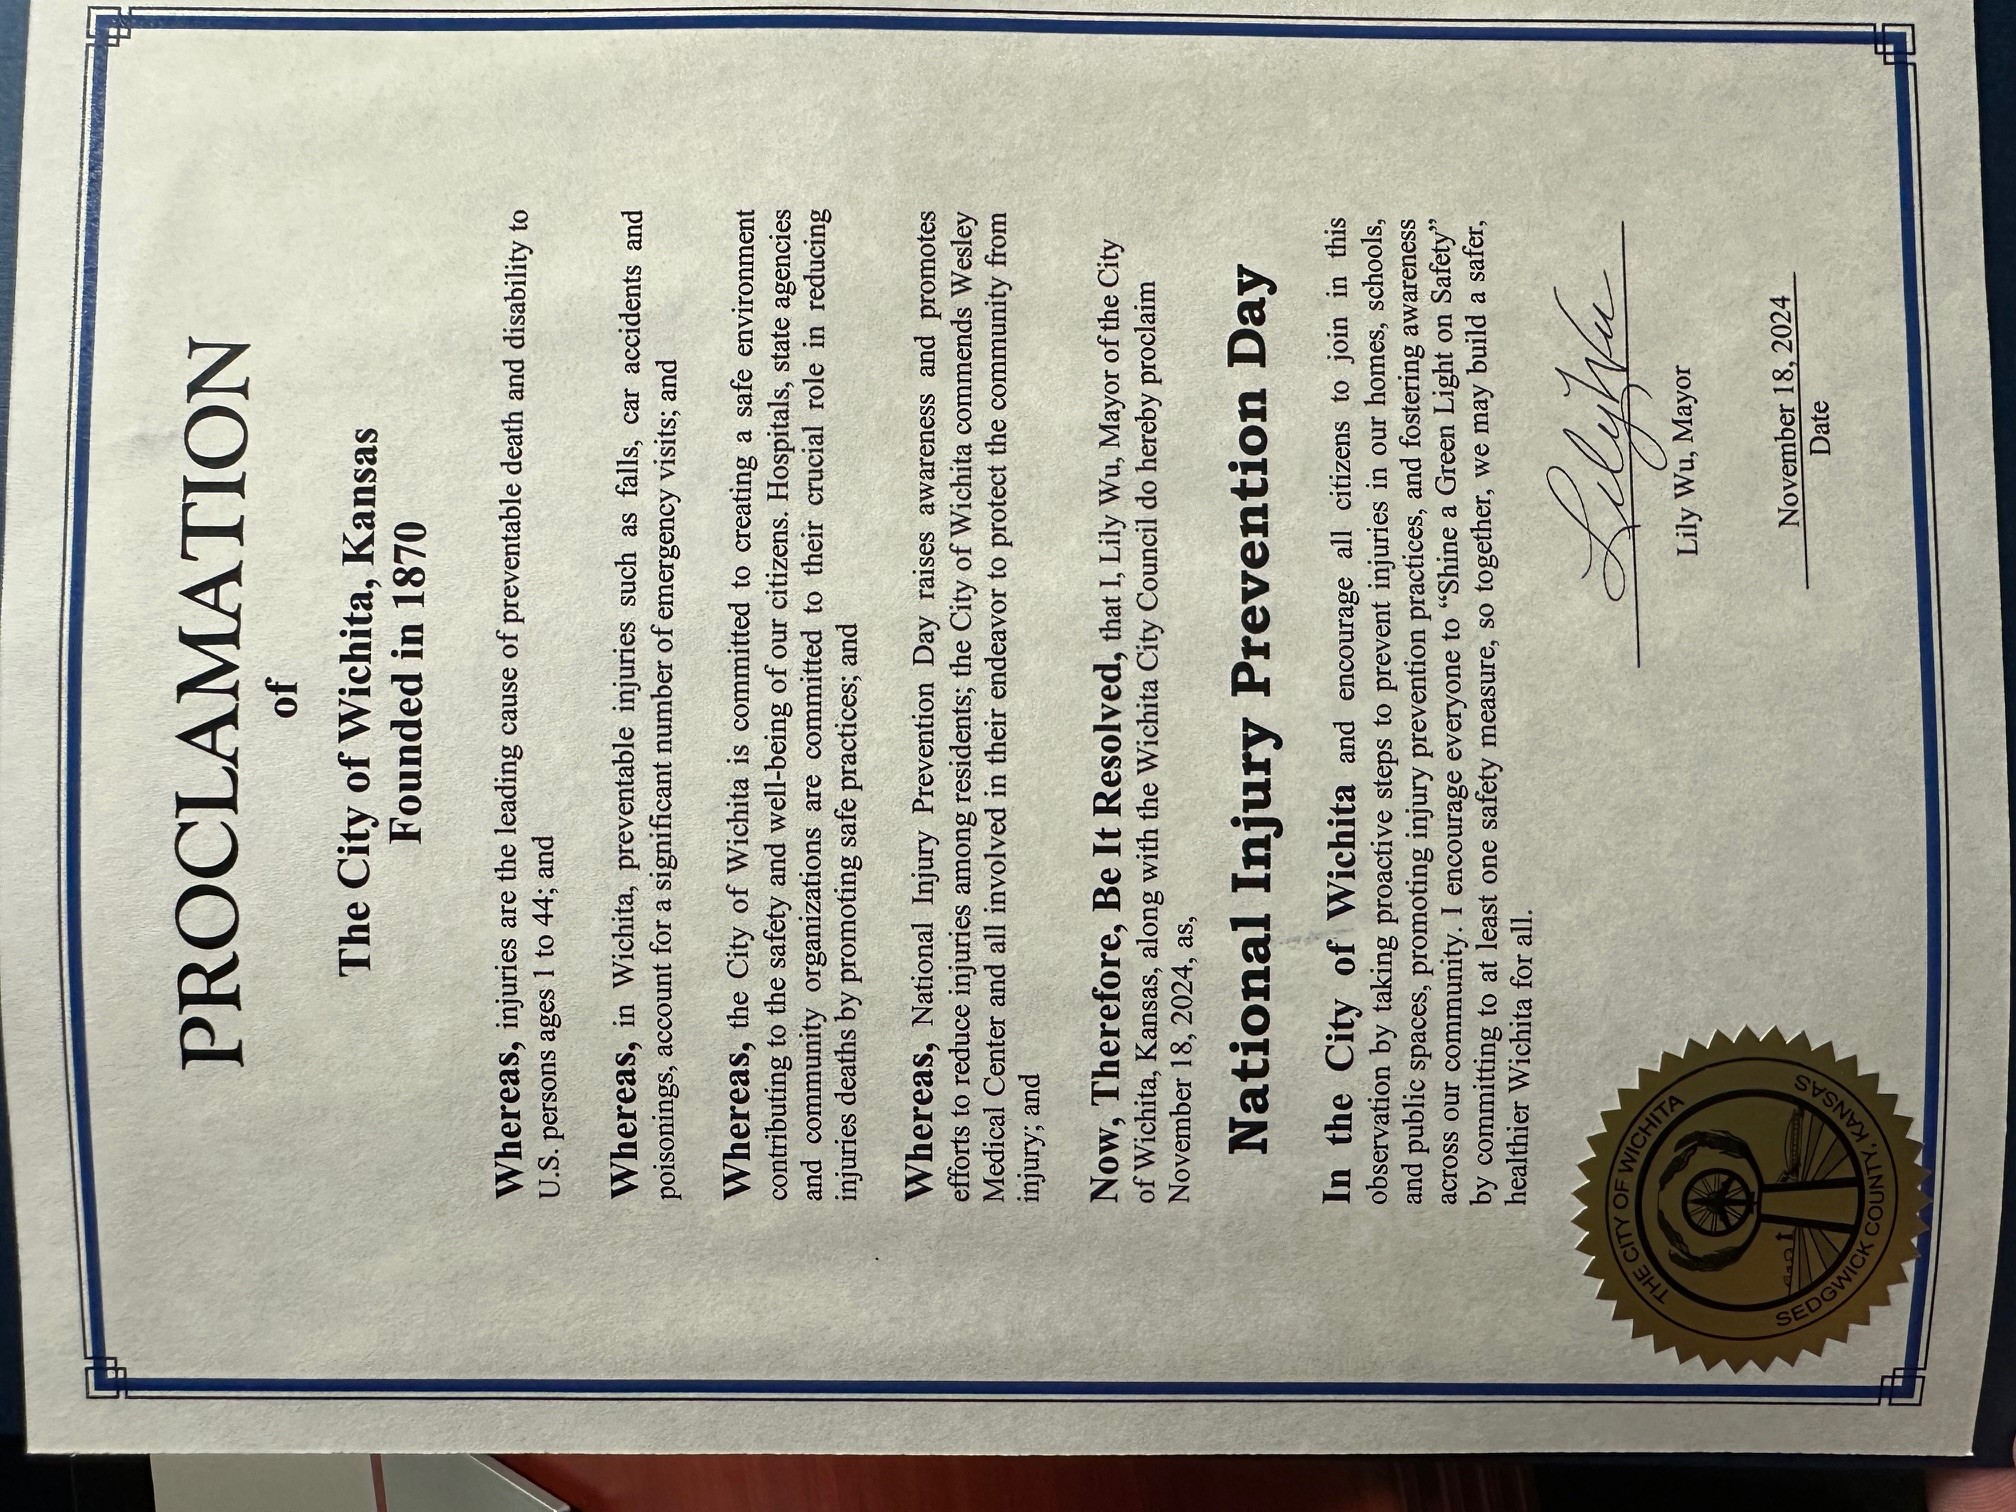 PROCLAMATION
of
The City of Wichita, Kansas
Founded in 1870
Whereas, injuries are the leading cause of preventable death and disability to
U.S. persons ages 1 to 44; and
Whereas, in Wichita, preventable injuries such as falls, car accidents and
poisonings, account for a significant number of emergency visits; and
Whereas, the City of Wichita is committed to creating a safe environment
contributing to the safety and well-being of our citizens. Hospitals, state agencies
and community organizations are committed to their crucial role in reducing
injuries deaths by promoting safe practices; and
Whereas, National Injury Prevention Day raises awareness and promotes
efforts to reduce injuries among residents; the City of Wichita commends Wesley
Medical Center and all involved in their endeavor to protect the community from
injury; and
Now, Therefore, Be It Resolved, that I, Lily Wu, Mayor of the City
of Wichita, Kansas, along with the Wichita City Council do hereby proclaim
November 18, 2024, as,
National Injury Prevention Day
In the City of Wichita and encourage all citizens to join in this
observation by taking proactive steps to prevent injuries in our homes, schools,
and public spaces, promoting injury prevention practices, and fostering awareness
across our community. I encourage everyone to “Shine a Green Light on Safety”
by committing to at least one safety measure, so together, we may build a safer,
healthier Wichita for all.
Lily Wu
Lily Wu, Mayor
November 18, 2024
Date
THE CITY OF WICHITA
SEDGWICK COUNTY, KANSAS